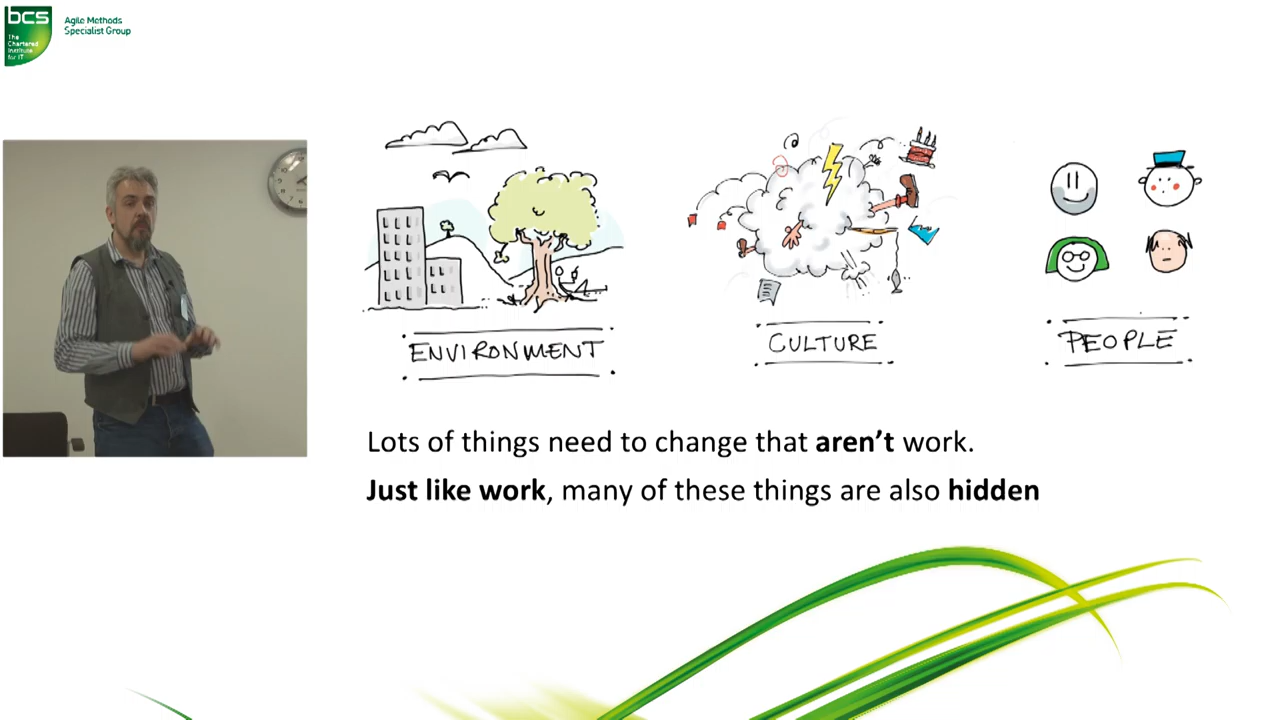 bcs
The
Chartered
Institute
for IT
Agile Methods
Specialist Group
ENVIRONMENT
CULTURE
PEOPLE
Lots of things need to change that aren't work.
Just like work, many of these things are also hidden